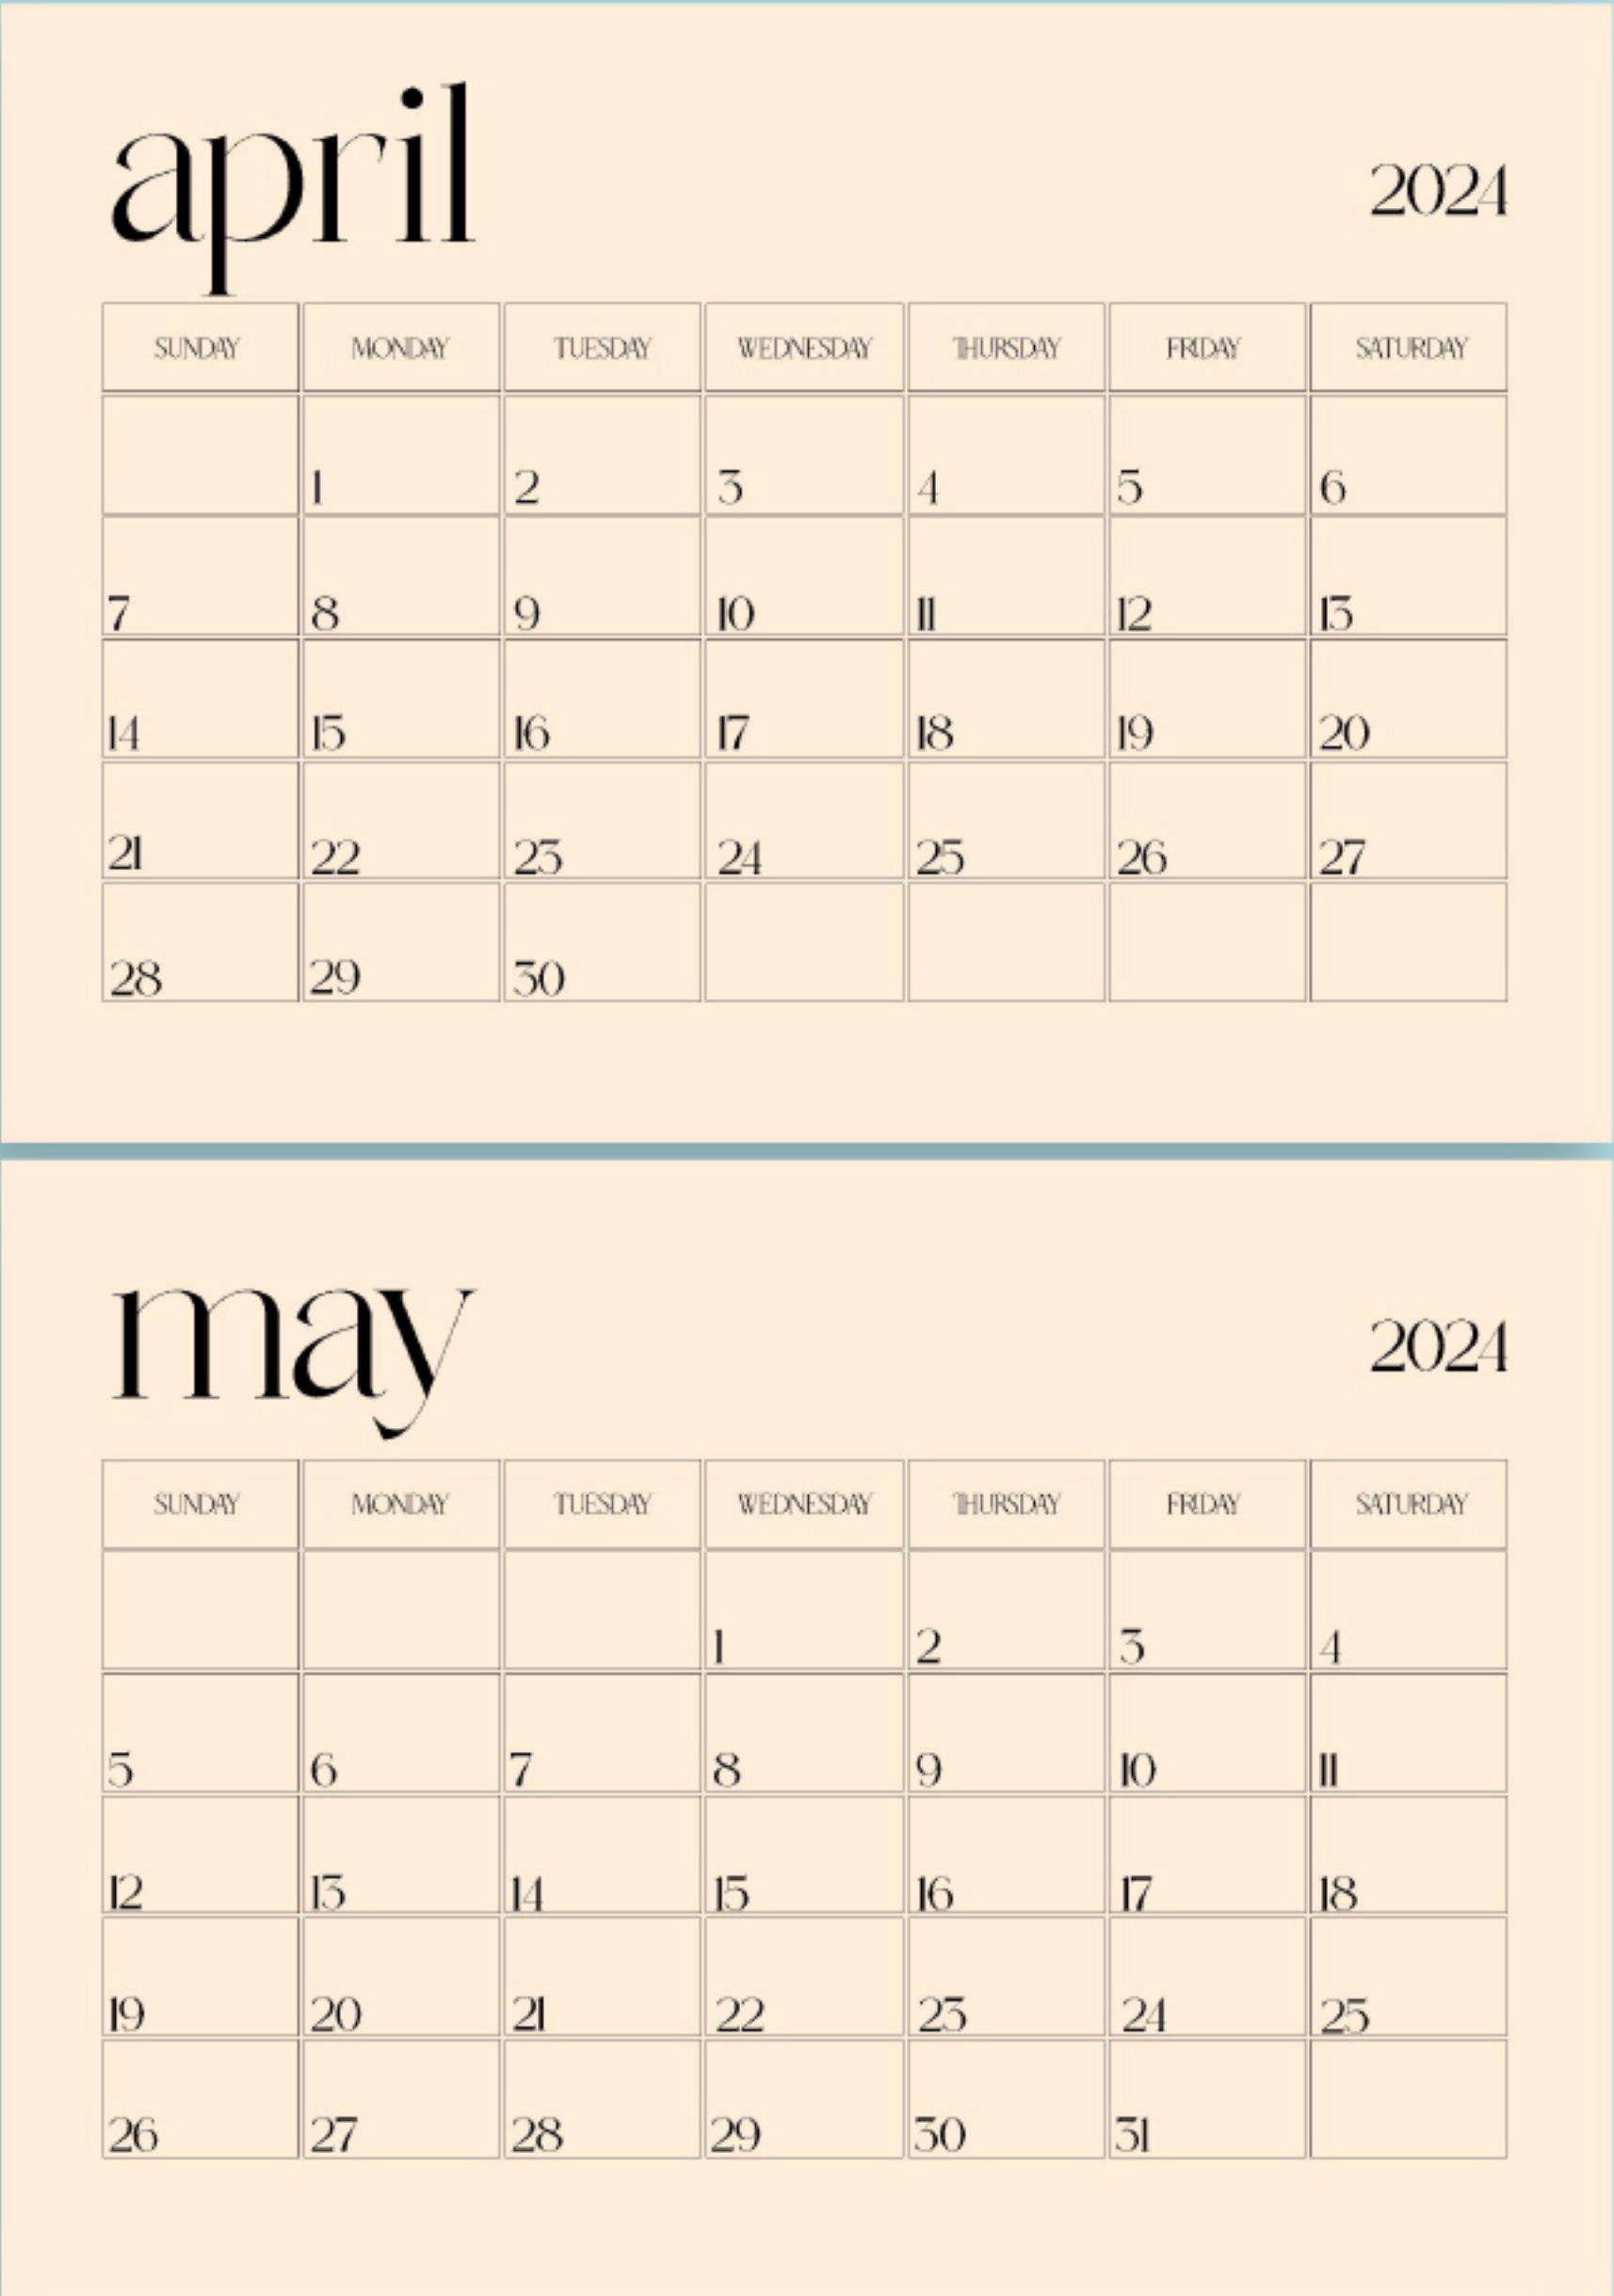 april
2024
SUNDAY MONDAY TUESDAY WEDNESDAY THURSDAY FRIDAY SATURDAY
1 2 3 4 5 6
7 8 9 10 11 12 13
14 15 16 17 18 19 20
21 22 23 24 25 26 27
28 29 30
may
2024
SUNDAY MONDAY TUESDAY WEDNESDAY THURSDAY FRIDAY SATURDAY
1 2 3 4
5 6 7 8 9 10 11
12 13 14 15 16 17 18
19 20 21 22 23 24 25
26 27 28 29 30 31